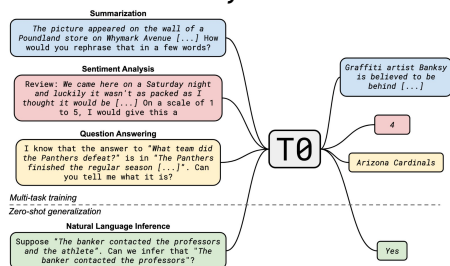 Summarization
The picture appeared on the wall of a
Poundland store on Whymark Avenue [...] How
would you rephrase that in a few words?
Sentiment Analysis
Review: We came here on a Saturday night
and luckily it wasn't as packed as I
thought it would be [...] On a scale of 1
to 5, I would give this a
Question Answering
I know that the answer to "What team did
the Panthers defeat?" is in "The Panthers
finished the regular season [...]". Can
you tell me what it is?
Multi-task training
Zero-shot generalization
Natural Language Inference
Suppose "The banker contacted the professors
and the athlete". Can we infer that "The
banker contacted the professors"?
T0
Graffiti artist Banksy
is believed to be
behind [...]
4
Arizona Cardinals
Yes